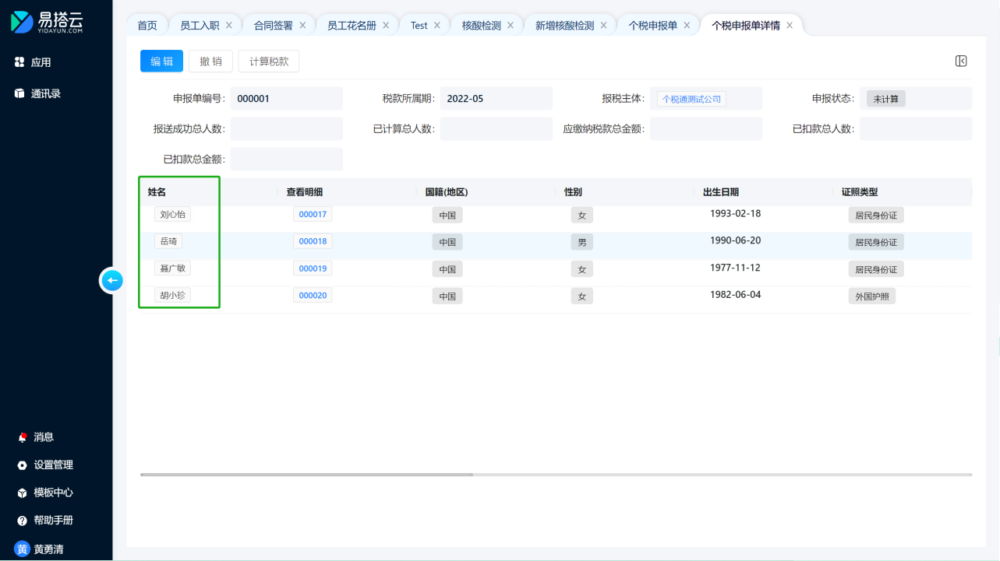 易搭云
YIDAYUN.COM
应用
通讯录
消息
设置管理
模板中心
帮助手册
黄 黄勇清
首页 员工入职 × 合同签署 × 员工花名册 × Test × 核酸检测 × 新增核酸检测 × 个税申报单 × 个税申报单详情 ×
编辑 撤销 计算税款
申报单编号: 000001 税款所属期: 2022-05 报税主体: 个税通测试公司 申报状态: 未计算
报送成功总人数: 已计算总人数: 应缴纳税款总金额: 已扣款总人数:
已扣款总金额:
姓名 查看明细 国籍(地区) 性别 出生日期 证照类型
刘心怡 000017 中国 女 1993-02-18 居民身份证
岳琦 000018 中国 男 1990-06-20 居民身份证
聂广敏 000019 中国 女 1977-11-12 居民身份证
胡小珍 000020 中国 女 1982-06-04 外国护照